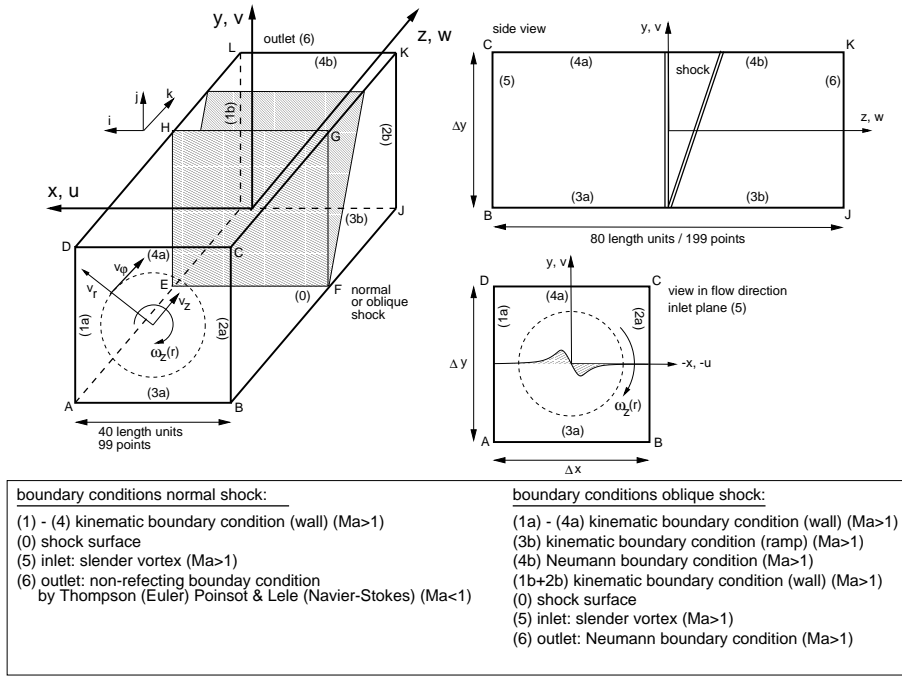 y, v
z, w
L
outlet (6)
K
(4b)
k
j
i
(1b)
H
G
(2b)
x, u
J
(3b)
D
C
(4a)
vφ
vr
E
vz
(0)
F
normal
or oblique
shock
(1a)
(2a)
ωz(r)
(3a)
A
B
40 length units
99 points
side view
y, v
C
(4a)
(4b)
K
(5)
shock
(6)
Δy
z, w
(3a)
(3b)
B
J
80 length units / 199 points
y, v
D
C
(4a)
view in flow direction
inlet plane (5)
(1a)
(2a)
Δy
-x, -u
ωz(r)
(3a)
A
B
Δx
boundary conditions normal shock:
(1) - (4) kinematic boundary condition (wall) (Ma>1)
(0) shock surface
(5) inlet: slender vortex (Ma>1)
(6) outlet: non-refecting bounday condition
by Thompson (Euler) Poinsot & Lele (Navier-Stokes) (Ma<1)
boundary conditions oblique shock:
(1a) - (4a) kinematic boundary condition (wall) (Ma>1)
(3b) kinematic boundary condition (ramp) (Ma>1)
(4b) Neumann boundary condition (Ma>1)
(1b+2b) kinematic boundary condition (wall) (Ma>1)
(0) shock surface
(5) inlet: slender vortex (Ma>1)
(6) outlet: Neumann boundary condition (Ma>1)